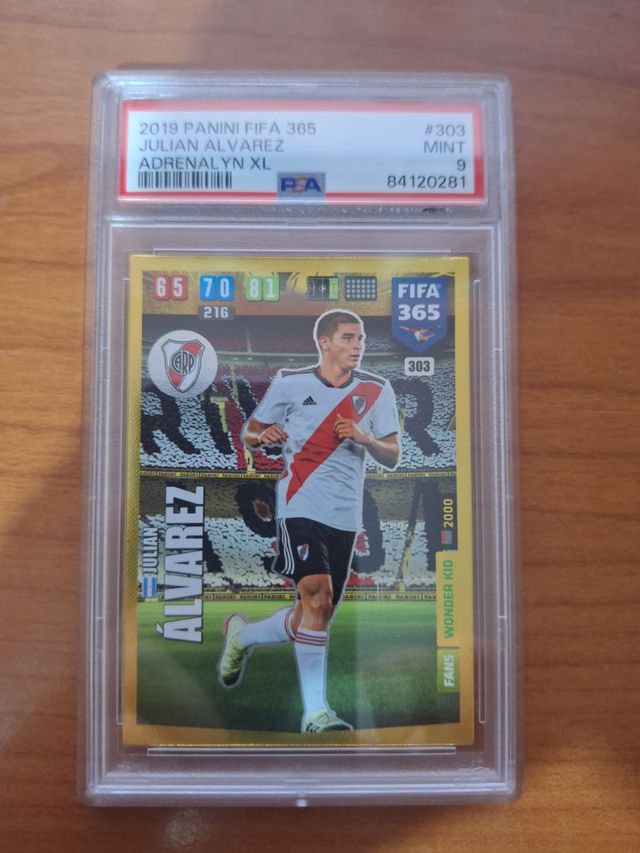 2019 PANINI FIFA 365 #303
JULIAN ALVAREZ MINT
ADRENALYN XL 9
PSA 84120281
65 70 81
216
FIFA
365
303
CARP
JULIÁN
ÁLVAREZ
FANS WONDER KID 2000